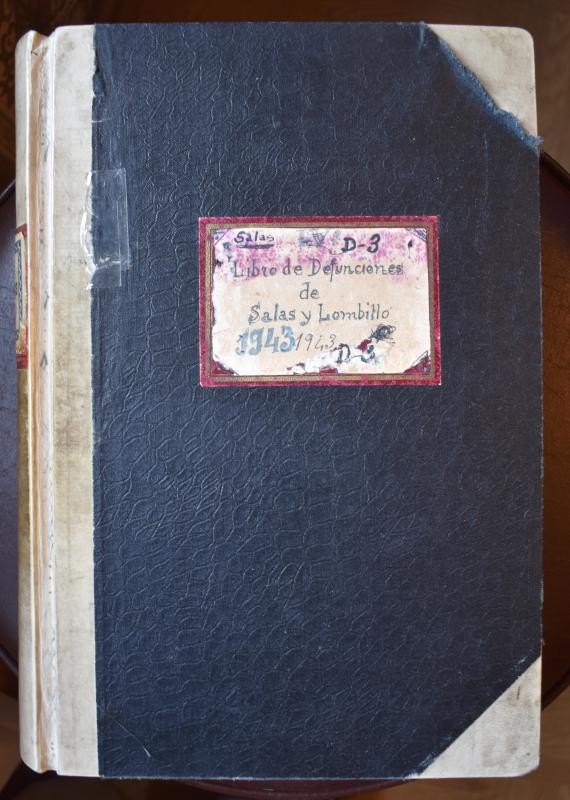 Salas D-3
Libro de Defunciones
de
Salas y Lombillo
1943 1943
D-3